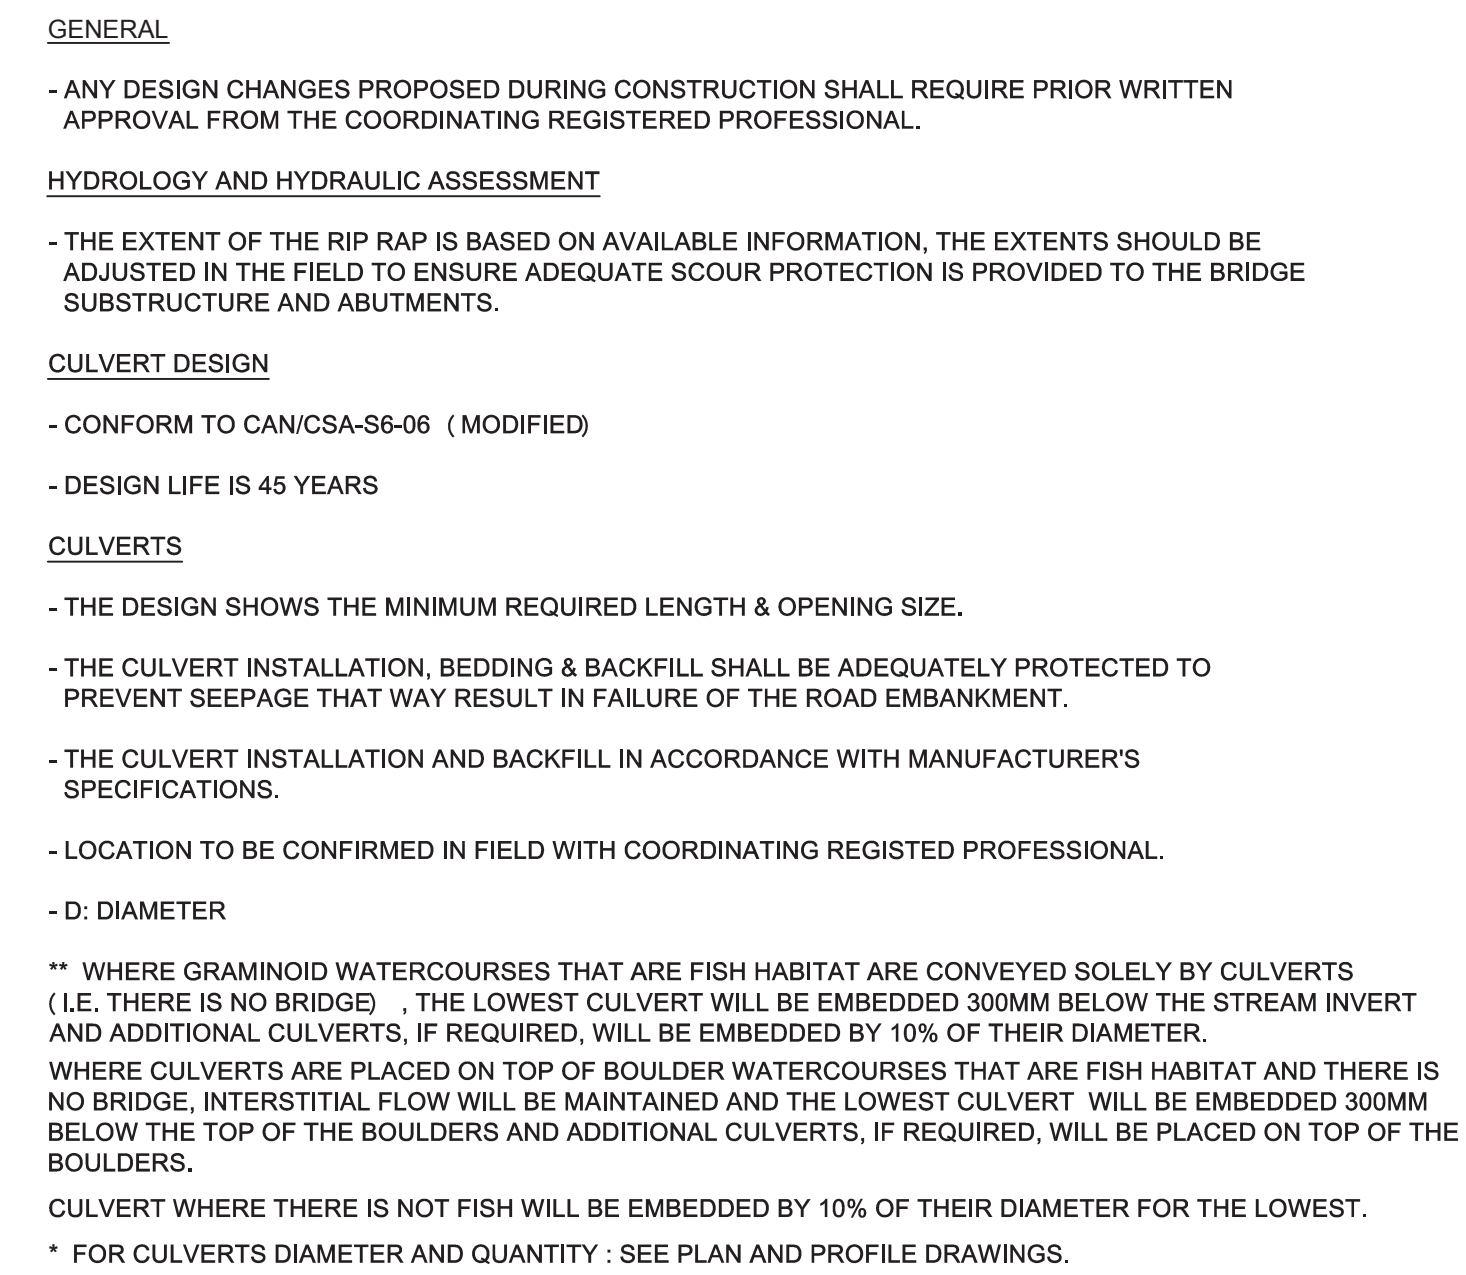 GENERAL
- ANY DESIGN CHANGES PROPOSED DURING CONSTRUCTION SHALL REQUIRE PRIOR WRITTEN
APPROVAL FROM THE COORDINATING REGISTERED PROFESSIONAL.
HYDROLOGY AND HYDRAULIC ASSESSMENT
- THE EXTENT OF THE RIP RAP IS BASED ON AVAILABLE INFORMATION, THE EXTENTS SHOULD BE
ADJUSTED IN THE FIELD TO ENSURE ADEQUATE SCOUR PROTECTION IS PROVIDED TO THE BRIDGE
SUBSTRUCTURE AND ABUTMENTS.
CULVERT DESIGN
- CONFORM TO CAN/CSA-S6-06 ( MODIFIED)
- DESIGN LIFE IS 45 YEARS
CULVERTS
- THE DESIGN SHOWS THE MINIMUM REQUIRED LENGTH & OPENING SIZE.
- THE CULVERT INSTALLATION, BEDDING & BACKFILL SHALL BE ADEQUATELY PROTECTED TO
PREVENT SEEPAGE THAT WAY RESULT IN FAILURE OF THE ROAD EMBANKMENT.
- THE CULVERT INSTALLATION AND BACKFILL IN ACCORDANCE WITH MANUFACTURER'S
SPECIFICATIONS.
- LOCATION TO BE CONFIRMED IN FIELD WITH COORDINATING REGISTED PROFESSIONAL.
- D: DIAMETER
** WHERE GRAMINOID WATERCOURSES THAT ARE FISH HABITAT ARE CONVEYED SOLELY BY CULVERTS
( I.E. THERE IS NO BRIDGE) , THE LOWEST CULVERT WILL BE EMBEDDED 300MM BELOW THE STREAM INVERT
AND ADDITIONAL CULVERTS, IF REQUIRED, WILL BE EMBEDDED BY 10% OF THEIR DIAMETER.
WHERE CULVERTS ARE PLACED ON TOP OF BOULDER WATERCOURSES THAT ARE FISH HABITAT AND THERE IS
NO BRIDGE, INTERSTITIAL FLOW WILL BE MAINTAINED AND THE LOWEST CULVERT WILL BE EMBEDDED 300MM
BELOW THE TOP OF THE BOULDERS AND ADDITIONAL CULVERTS, IF REQUIRED, WILL BE PLACED ON TOP OF THE
BOULDERS.
CULVERT WHERE THERE IS NOT FISH WILL BE EMBEDDED BY 10% OF THEIR DIAMETER FOR THE LOWEST.
* FOR CULVERTS DIAMETER AND QUANTITY : SEE PLAN AND PROFILE DRAWINGS.